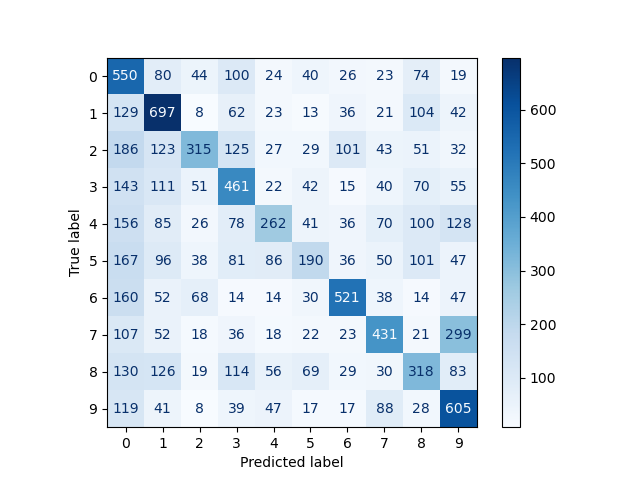 0 550 80 44 100 24 40 26 23 74 19
1 129 697 8 62 23 13 36 21 104 42
2 186 123 315 125 27 29 101 43 51 32
3 143 111 51 461 22 42 15 40 70 55
4 156 85 26 78 262 41 36 70 100 128
5 167 96 38 81 86 190 36 50 101 47
6 160 52 68 14 14 30 521 38 14 47
7 107 52 18 36 18 22 23 431 21 299
8 130 126 19 114 56 69 29 30 318 83
9 119 41 8 39 47 17 17 88 28 605
0 1 2 3 4 5 6 7 8 9
Predicted label
True label
600
500
400
300
200
100